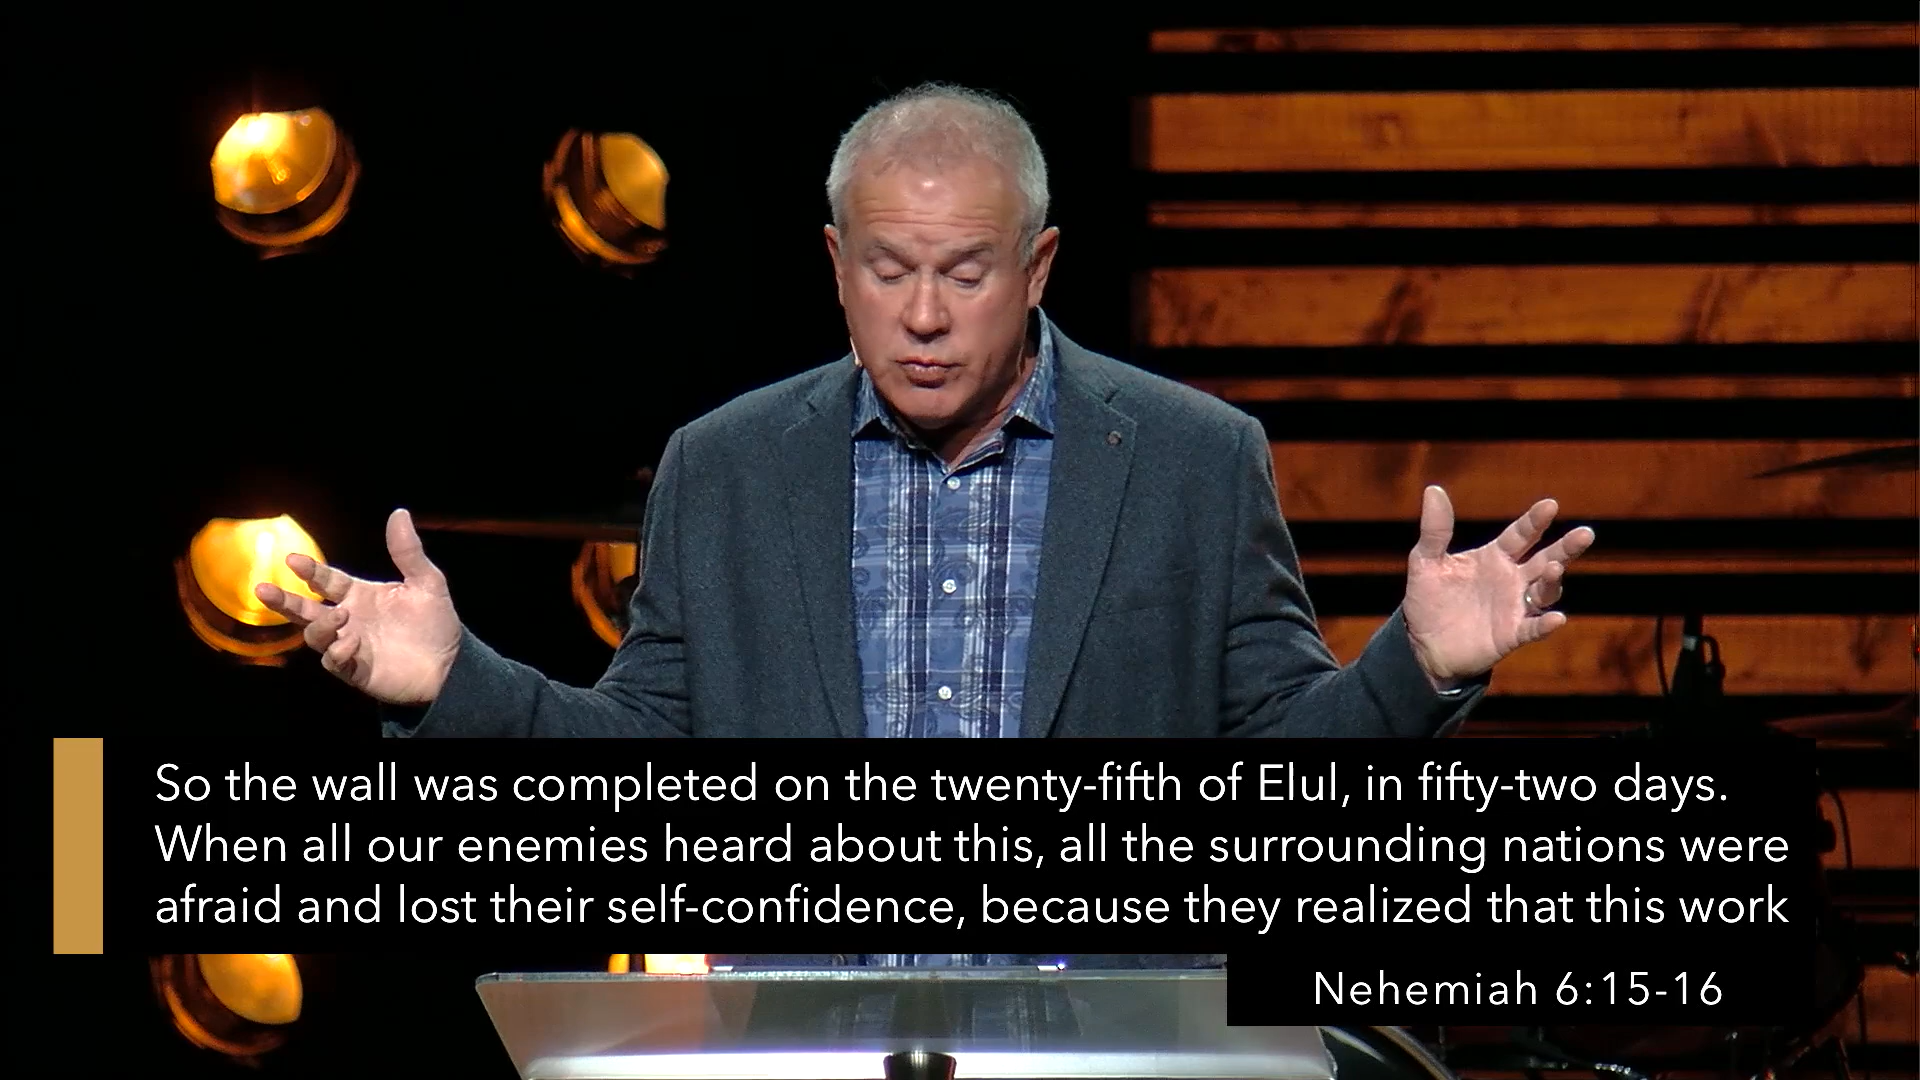 So the wall was completed on the twenty-fifth of Elul, in fifty-two days.
When all our enemies heard about this, all the surrounding nations were
afraid and lost their self-confidence, because they realized that this work
Nehemiah 6:15-16